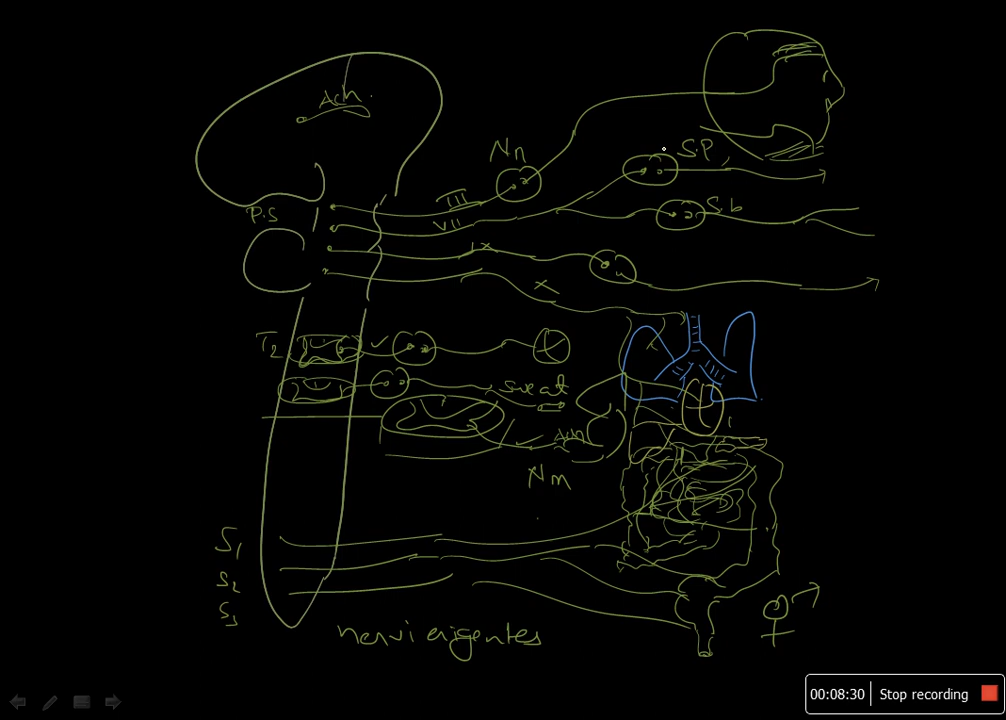 Ach.
Nn
S.P,
III
P.S
VII
S.b
IX
X
T2
sweat
Ach
Nm
S1
S2
S3
nervi erigentes
00:08:30 Stop recording